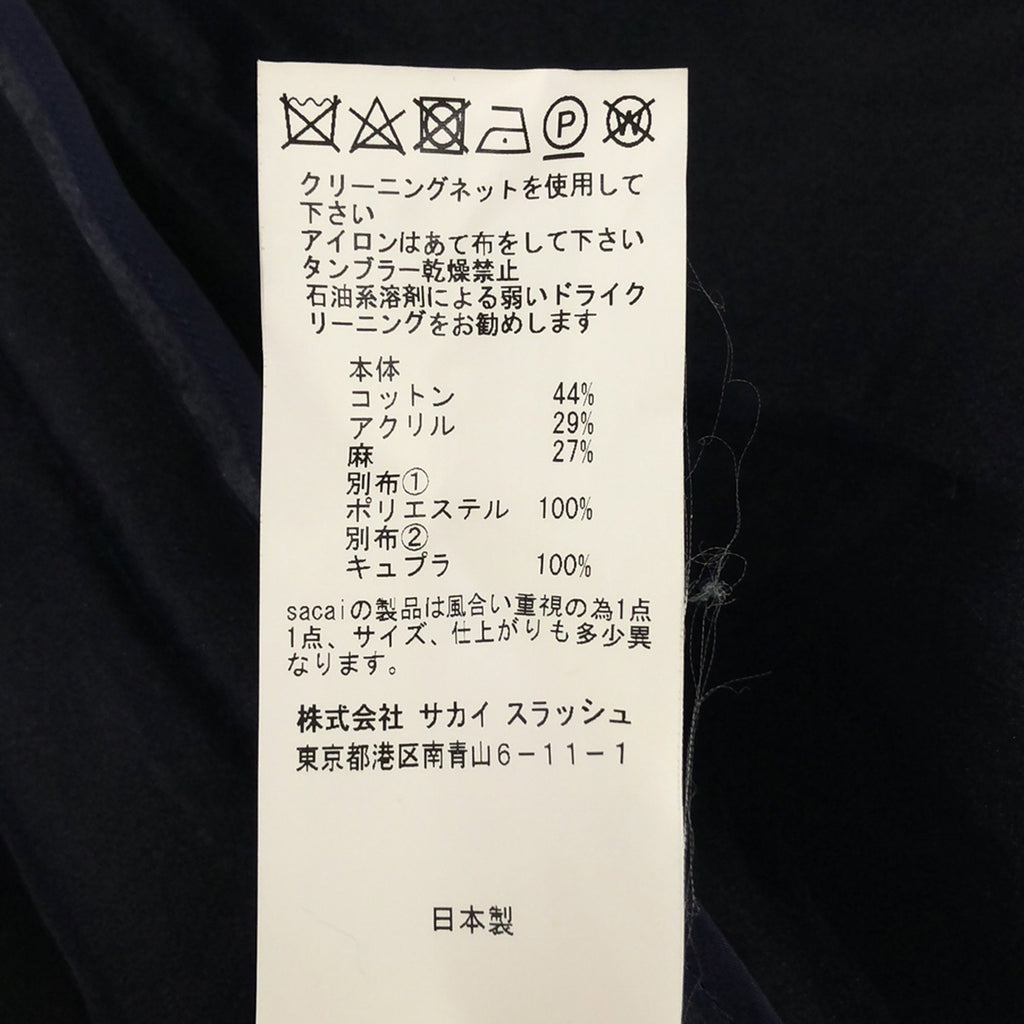 クリーニングネットを使用して
下さい
アイロンはあて布をして下さい
タンブラー乾燥禁止
石油系溶剤による弱いドライク
リーニングをお勧めします
本体
コットン 44%
アクリル 29%
麻 27%
別布①
ポリエステル 100%
別布②
キュプラ 100%
sacaiの製品は風合い重視の為1点
1点、サイズ、仕上がりも多少異
なります。
株式会社 サカイ スラッシュ
東京都港区南青山6−11−1
日本製